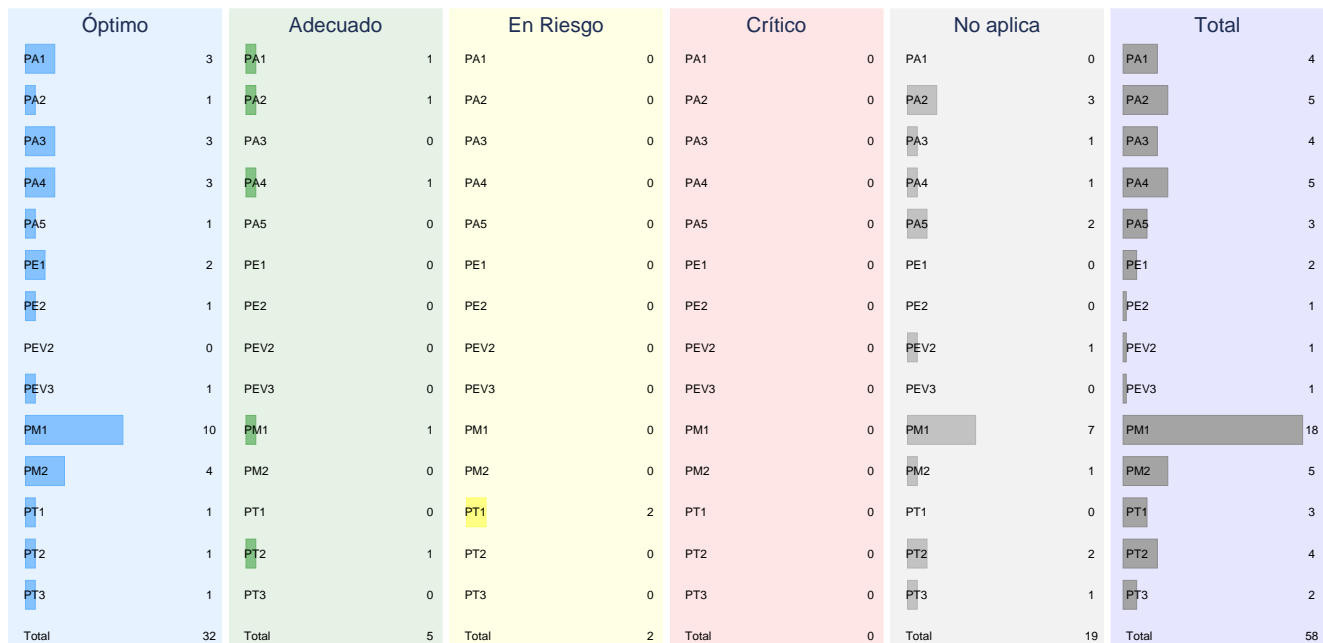 Óptimo Adecuado En Riesgo Crítico No aplica Total
PA1 3 PA1 1 PA1 0 PA1 0 PA1 0 PA1 4
PA2 1 PA2 1 PA2 0 PA2 0 PA2 3 PA2 5
PA3 3 PA3 0 PA3 0 PA3 0 PA3 1 PA3 4
PA4 3 PA4 1 PA4 0 PA4 0 PA4 1 PA4 5
PA5 1 PA5 0 PA5 0 PA5 0 PA5 2 PA5 3
PE1 2 PE1 0 PE1 0 PE1 0 PE1 0 PE1 2
PE2 1 PE2 0 PE2 0 PE2 0 PE2 0 PE2 1
PEV2 0 PEV2 0 PEV2 0 PEV2 0 PEV2 1 PEV2 1
PEV3 1 PEV3 0 PEV3 0 PEV3 0 PEV3 0 PEV3 1
PM1 10 PM1 1 PM1 0 PM1 0 PM1 7 PM1 18
PM2 4 PM2 0 PM2 0 PM2 0 PM2 1 PM2 5
PT1 1 PT1 0 PT1 2 PT1 0 PT1 0 PT1 3
PT2 1 PT2 1 PT2 0 PT2 0 PT2 2 PT2 4
PT3 1 PT3 0 PT3 0 PT3 0 PT3 1 PT3 2
Total 32 Total 5 Total 2 Total 0 Total 19 Total 58